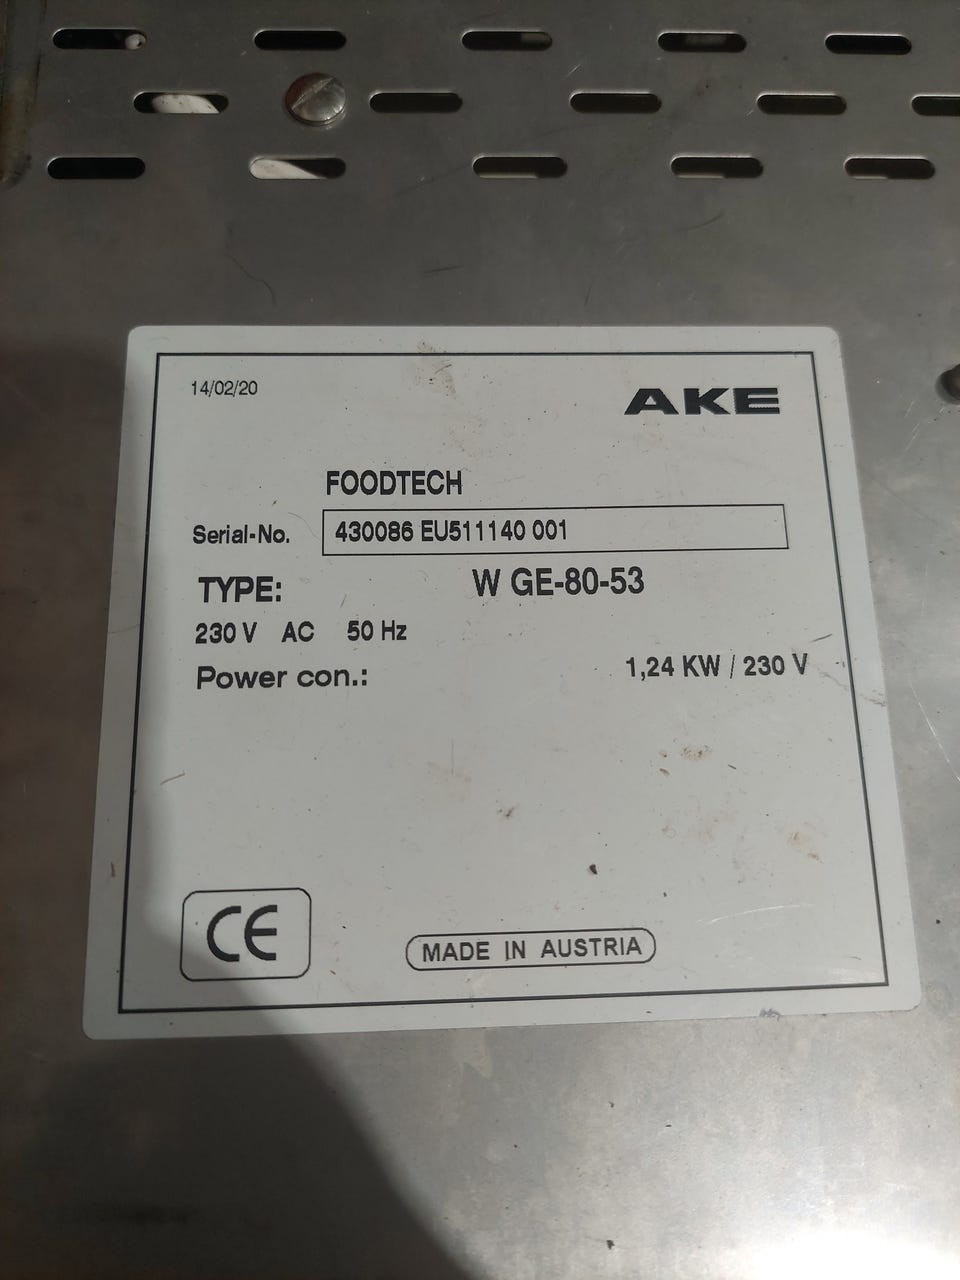 14/02/20
AKE
FOODTECH
Serial-No. 430086 EU511140 001
TYPE: W GE-80-53
230 V AC 50 Hz
Power con.: 1,24 KW / 230 V
CE
MADE IN AUSTRIA